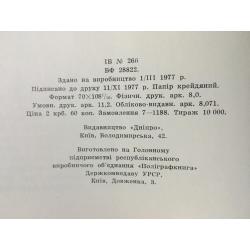 ІБ № 266
БФ 28822.
Здано на виробництво 1/III 1977 р.
Підписано до друку 11/XI 1977 р. Папір крейдяний.
Формат 70×108¹/₁₆. Фізичн. друк. арк. 8,0.
Умовн. друк. арк. 11,2. Обліково-видавн. арк. 8,071.
Ціна 2 крб. 60 коп. Замовлення 7—1188. Тираж 10 000.
Видавництво «Дніпро»,
Київ, Володимирська, 42.
Виготовлено на Головному
підприємстві республіканського
виробничого об'єднання «Поліграфкнига»
Держкомвидаву УРСР,
Київ, Довженка, 3.